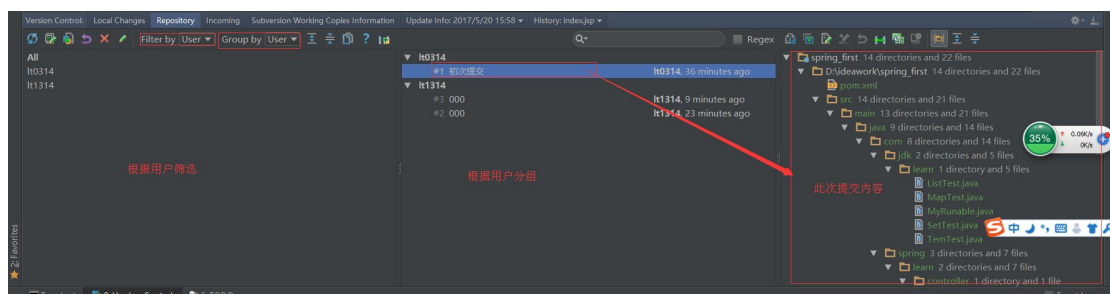 Version Control: Local Changes Repository Incoming Subversion Working Copies Information Update Info: 2017/5/20 15:58 History: index.jsp
Filter by User Group by User Regex
All
lt0314
lt1314
lt0314
#1 初次提交 lt0314, 36 minutes ago
lt1314
#3 000 lt1314, 9 minutes ago
#2 000 lt1314, 23 minutes ago
根据用户筛选
根据用户分组
spring_first 14 directories and 22 files
D:\ideawork\spring_first 14 directories and 22 files
pom.xml
src 14 directories and 21 files
main 13 directories and 21 files
java 9 directories and 14 files
com 8 directories and 14 files
jdk 2 directories and 5 files
learn 1 directory and 5 files
ListTest.java
MapTest.java
MyRunable.java
SetTest.java
TemTest.java
spring 3 directories and 7 files
learn 2 directories and 7 files
controller 1 directory and 1 file
此次提交内容
35%
0.06K/s
0K/s
中
2: Favorites